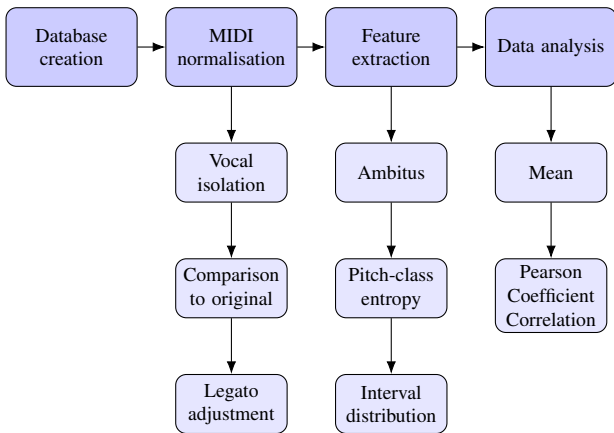 Database
creation
MIDI
normalisation
Feature
extraction
Data analysis
Vocal
isolation
Ambitus
Mean
Comparison
to original
Pitch-class
entropy
Pearson
Coefficient
Correlation
Legato
adjustment
Interval
distribution